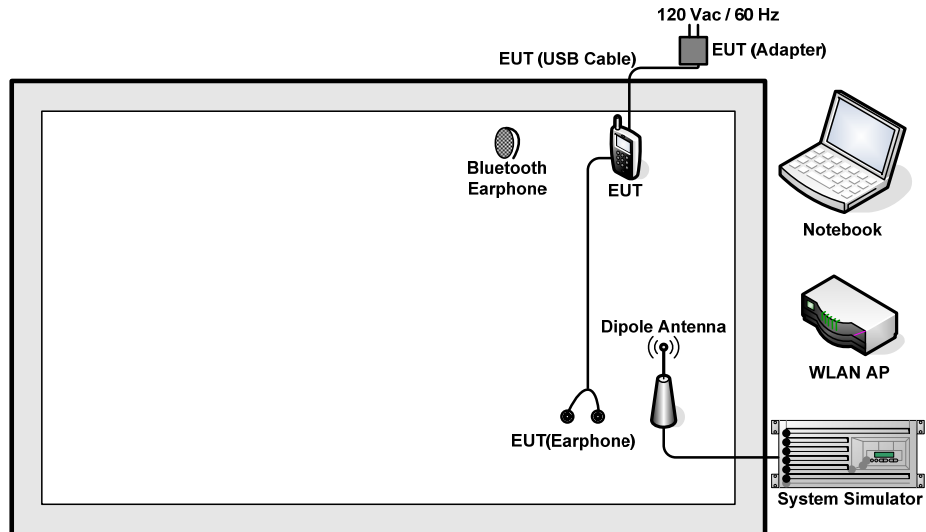 120 Vac / 60 Hz
EUT (USB Cable)
EUT (Adapter)
Bluetooth
Earphone
EUT
Notebook
Dipole Antenna
WLAN AP
EUT(Earphone)
System Simulator